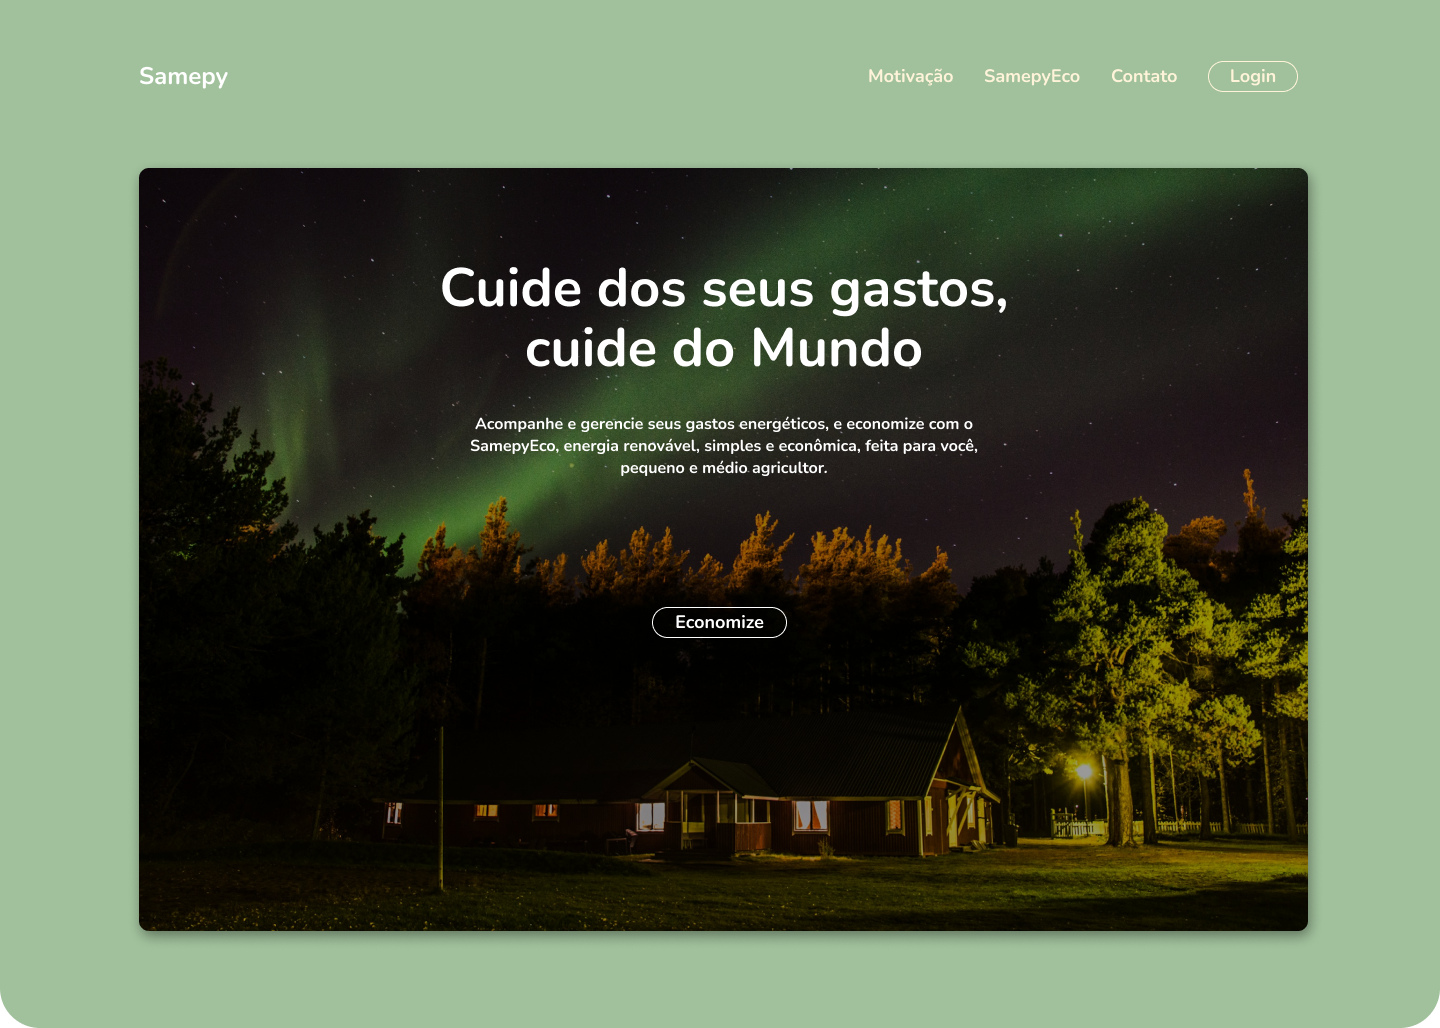 Samepy
Motivação
SamepyEco
Contato
Login
Cuide dos seus gastos,
cuide do Mundo
Acompanhe e gerencie seus gastos energéticos, e economize com o
SamepyEco, energia renovável, simples e econômica, feita para você,
pequeno e médio agricultor.
Economize